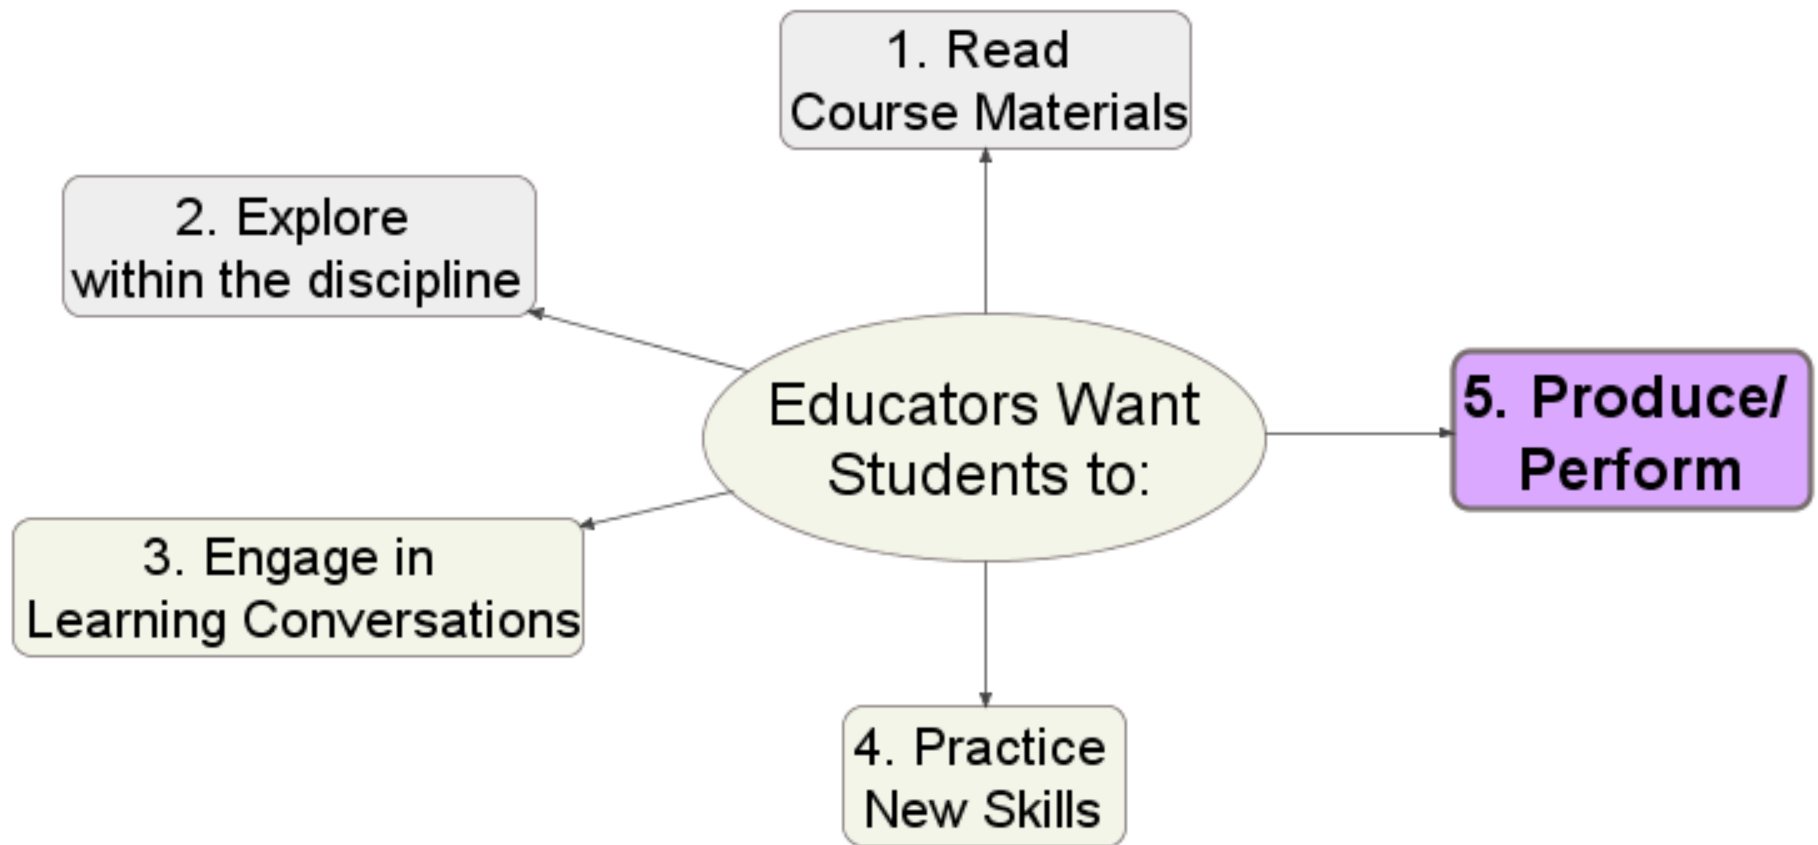 1. Read
Course Materials
2. Explore
within the discipline
Educators Want
Students to:
5. Produce/
Perform
3. Engage in
Learning Conversations
4. Practice
New Skills